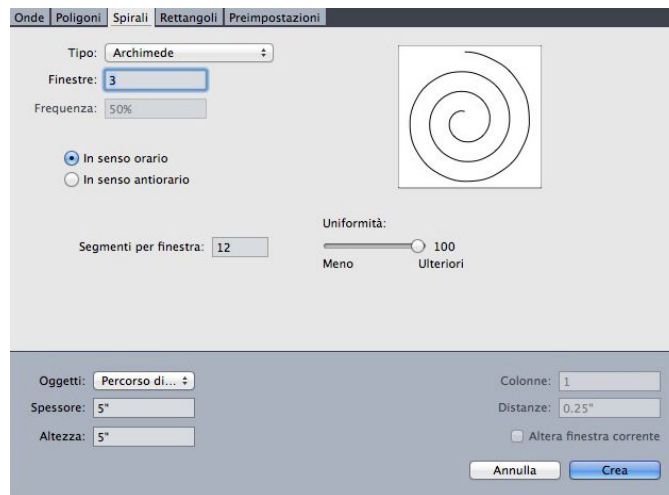 Onde Poligoni Spirali Rettangoli Preimpostazioni
Tipo: Archimede
Finestre: 3
Frequenza: 50%
In senso orario
In senso antiorario
Segmenti per finestra: 12
Uniformità:
100
Meno Ulteriori
Oggetti: Percorso di...
Spessore: 5"
Altezza: 5"
Colonne: 1
Distanze: 0.25"
Altera finestra corrente
Annulla Crea